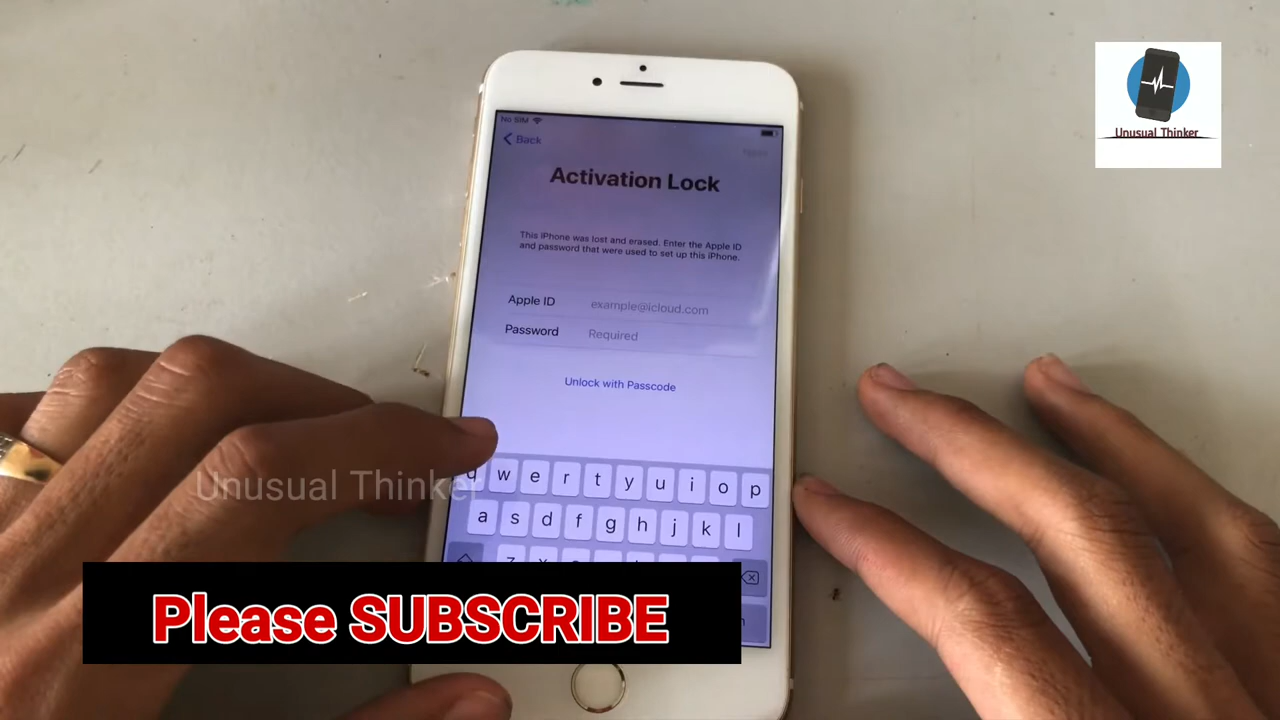 No SIM
Back
Next
Activation Lock
This iPhone was lost and erased. Enter the Apple ID
and password that were used to set up this iPhone.
Apple ID example@icloud.com
Password Required
Unlock with Passcode
q w e r t y u i o p
a s d f g h j k l
Unusual Thinker
Unusual Thinker
Please SUBSCRIBE